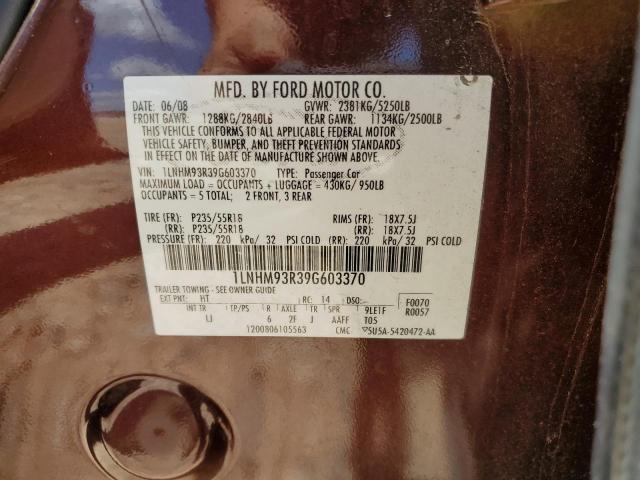 MFD. BY FORD MOTOR CO.
DATE: 06/08 GVWR: 2381KG/5250LB
FRONT GAWR: 1288KG/2840LB REAR GAWR: 1134KG/2500LB
THIS VEHICLE CONFORMS TO ALL APPLICABLE FEDERAL MOTOR
VEHICLE SAFETY, BUMPER, AND THEFT PREVENTION STANDARDS
IN EFFECT ON THE DATE OF MANUFACTURE SHOWN ABOVE.
VIN: 1LNHM93R39G603370 TYPE: Passenger Car
MAXIMUM LOAD = OCCUPANTS + LUGGAGE = 430KG/950LB
OCCUPANTS = 5 TOTAL; 2 FRONT, 3 REAR
TIRE (FR): P235/55R18 RIMS (FR): 18X7.5J
(RR): P235/55R18 (RR): 18X7.5J
PRESSURE (FR): 220 kPa/ 32 PSI COLD (RR): 220 kPa/ 32 PSI COLD
1LNHM93R39G603370
TRAILER TOWING - SEE OWNER GUIDE
EXT PNT: HT RC: 14 DSO: F0070
INT TR TP/PS R AXLE TR SPR 9LE1F R0057
LJ 6 2F J AAFF T05
1200806105563 CMC 5U5A-5420472-AA